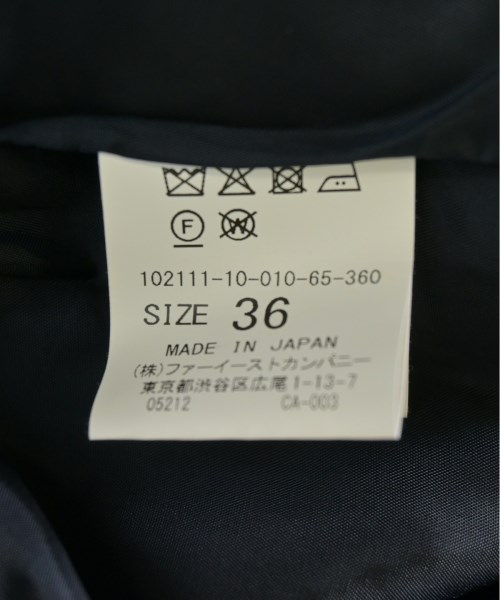 F W
102111-10-010-65-360
SIZE 36
MADE IN JAPAN
(株)ファーイーストカンパニー
東京都渋谷区広尾1-13-7
05212 CA-003